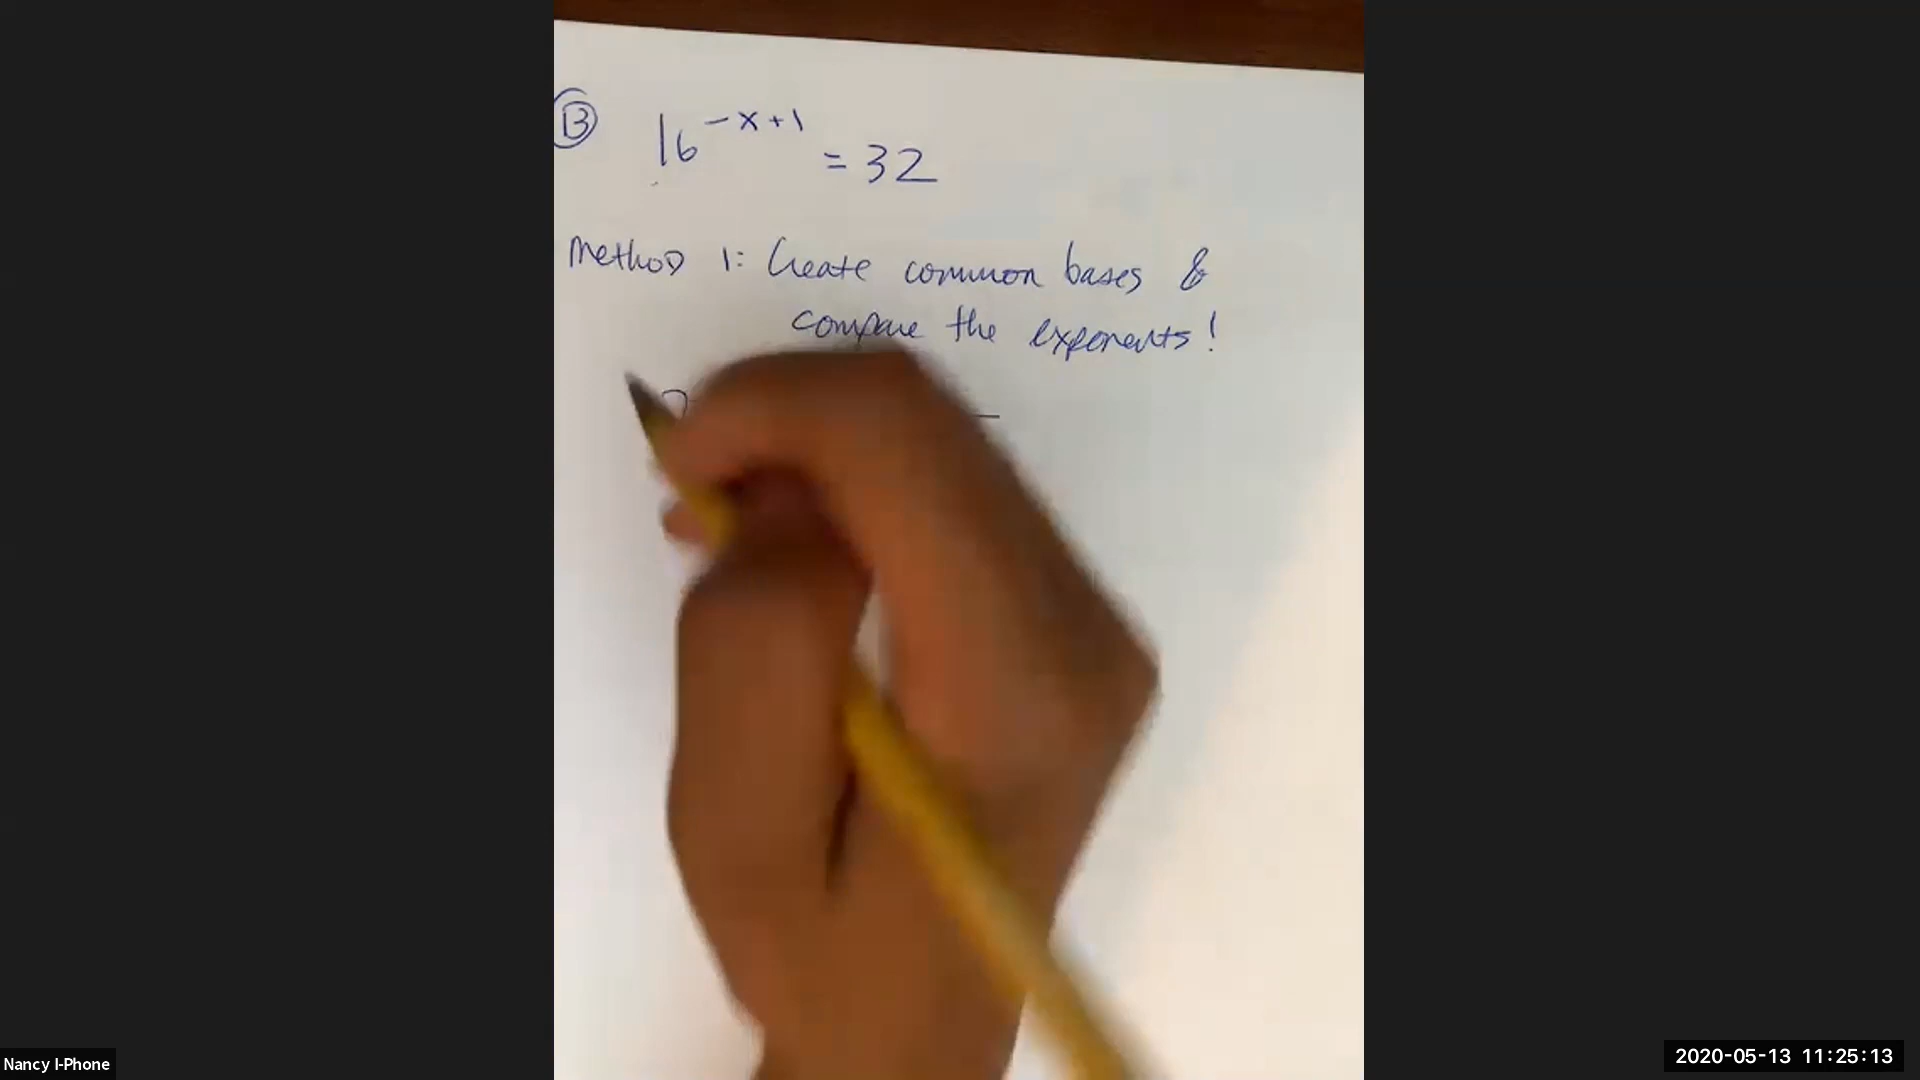 B 16^{-x+1} = 32
Method 1: Create common bases &
compare the exponents!
Nancy I-Phone
2020-05-13 11:25:13